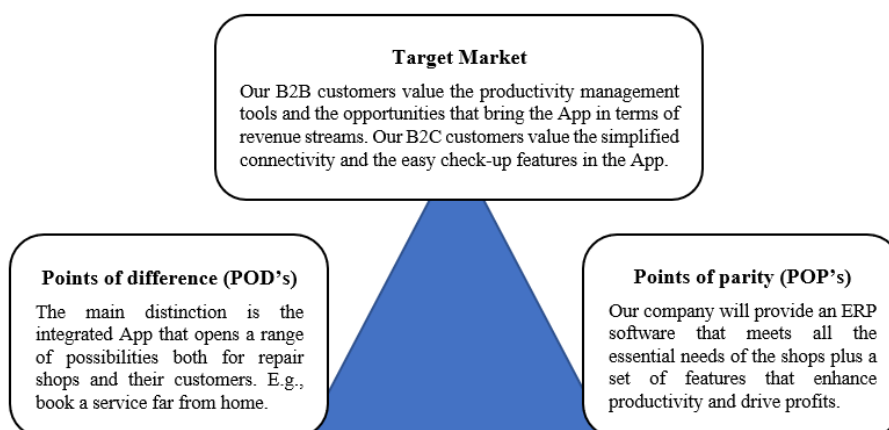 Target Market
Our B2B customers value the productivity management
tools and the opportunities that bring the App in terms of
revenue streams. Our B2C customers value the simplified
connectivity and the easy check-up features in the App.
Points of difference (POD's)
The main distinction is the
integrated App that opens a range
of possibilities both for repair
shops and their customers. E.g.,
book a service far from home.
Points of parity (POP's)
Our company will provide an ERP
software that meets all the
essential needs of the shops plus a
set of features that enhance
productivity and drive profits.